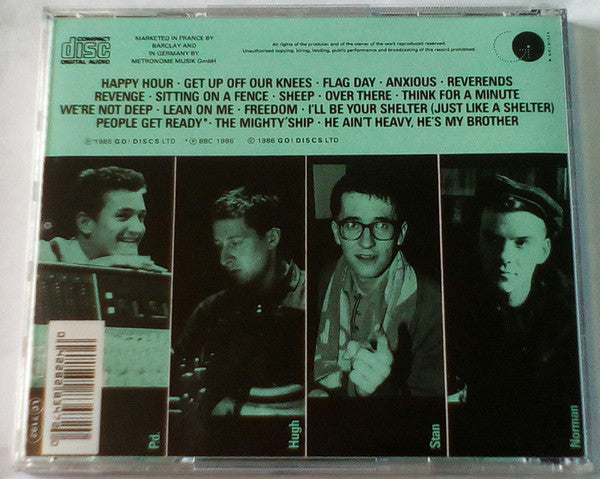 COMPACT
disc
DIGITAL AUDIO
MARKETED IN FRANCE BY
BARCLAY AND
IN GERMANY BY
METRONOME MUSIK GmbH
All rights of the producer and of the owner of the work reproduced reserved.
Unauthorised copying, hiring, lending, public performance and broadcasting of this record prohibited.
HAPPY HOUR · GET UP OFF OUR KNEES · FLAG DAY · ANXIOUS · REVERENDS
REVENGE · SITTING ON A FENCE · SHEEP · OVER THERE · THINK FOR A MINUTE
WE'RE NOT DEEP · LEAN ON ME · FREEDOM · I'LL BE YOUR SHELTER (JUST LIKE A SHELTER)
PEOPLE GET READY* · THE MIGHTY'SHIP · HE AIN'T HEAVY, HE'S MY BROTHER
℗ 1986 GO! DISCS LTD *℗ BBC 1986 © 1986 GO! DISCS LTD
Pd.
Hugh
Stan
Norman